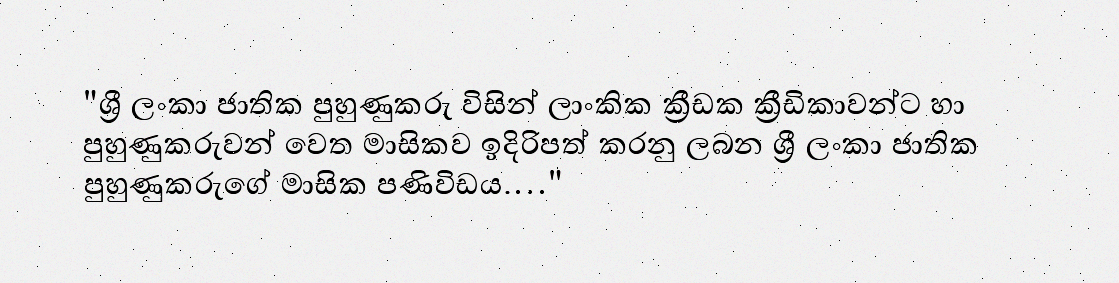 "ශ්‍රී ලංකා ජාතික පුහුණුකරු විසින් ලාංකික ක්‍රීඩක ක්‍රීඩිකාවන්ට හා
පුහුණුකරුවන් වෙත මාසිකව ඉදිරිපත් කරනු ලබන ශ්‍රී ලංකා ජාතික
පුහුණුකරුගේ මාසික පණිවිඩය...."